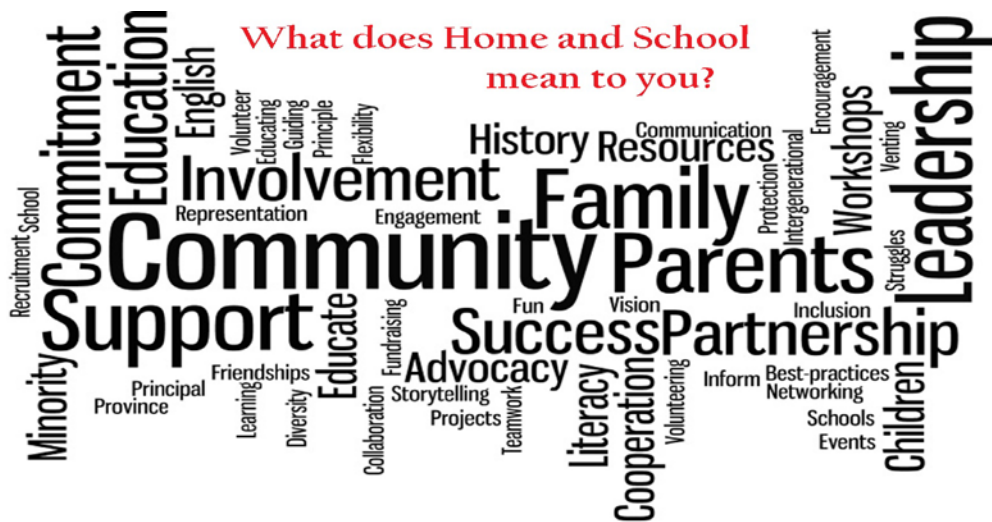 What does Home and School
mean to you?
Commitment
Education
English
Volunteer
Educating
Guiding
Principle
Flexibility
History
Communication
Resources
Encouragement
Workshops
Venting
Leadership
Involvement
Family
Protection
Intergenerational
Representation
Engagement
School
Recruitment
Community
Parents
Struggles
Support
Educate
Fundraising
Fun
Vision
Inclusion
Success
Partnership
Minority
Principal
Province
Friendships
Learning
Diversity
Collaboration
Advocacy
Storytelling
Projects
Teamwork
Literacy
Cooperation
Volunteering
Inform
Best-practices
Networking
Schools
Events
Children